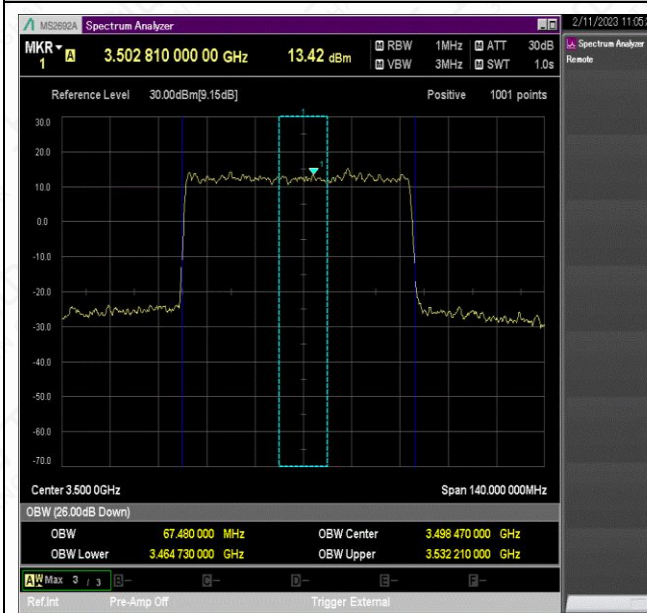 MS2692A Spectrum Analyzer 2/11/2023 11:05:2
MKR 1 A 3.502 810 000 00 GHz 13.42 dBm M RBW 1MHz M ATT 30dB
M VBW 3MHz M SWT 1.0s
Spectrum Analyzer
Remote
Reference Level 30.00dBm[9.15dB] Positive 1001 points
30.0
20.0
10.0
0.0
-10.0
-20.0
-30.0
-40.0
-50.0
-60.0
-70.0
1
Center 3.500 0GHz Span 140.000 000MHz
OBW (26.00dB Down)
OBW 67.480 000 MHz OBW Center 3.498 470 000 GHz
OBW Lower 3.464 730 000 GHz OBW Upper 3.532 210 000 GHz
A W Max 3 / 3 B- C- D- E- F-
Ref.Int Pre-Amp Off Trigger External